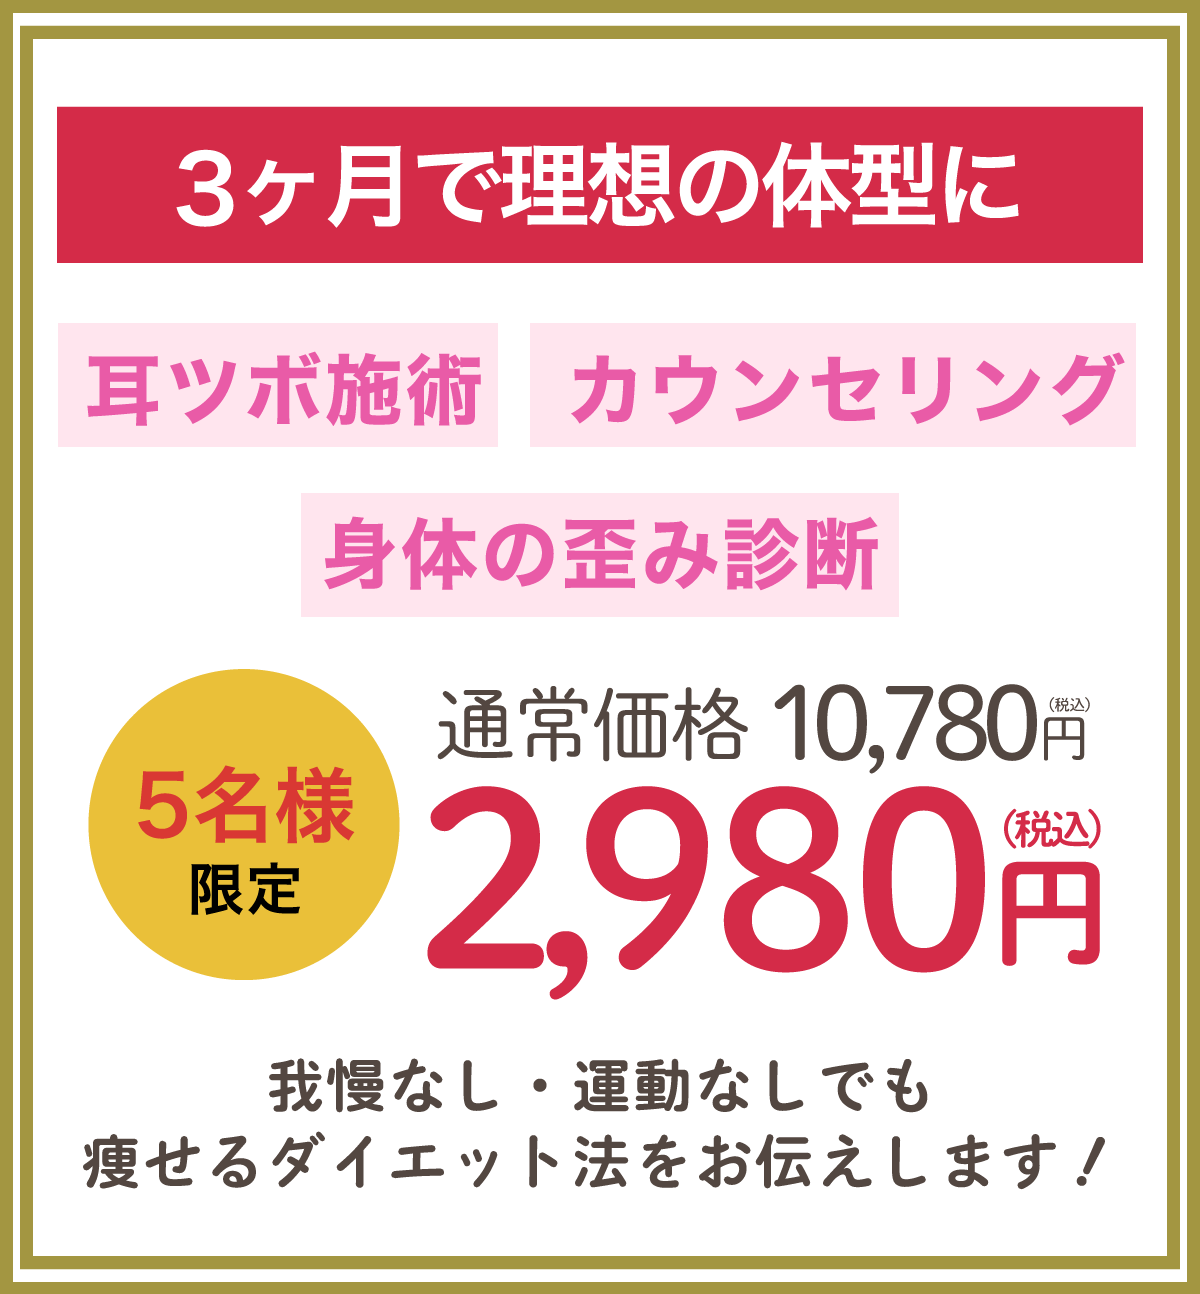 3ヶ月で理想の体型に
耳ツボ施術 カウンセリング
身体の歪み診断
5名様
限定
通常価格 10,780円(税込)
2,980円(税込)
我慢なし・運動なしでも
痩せるダイエット法をお伝えします!